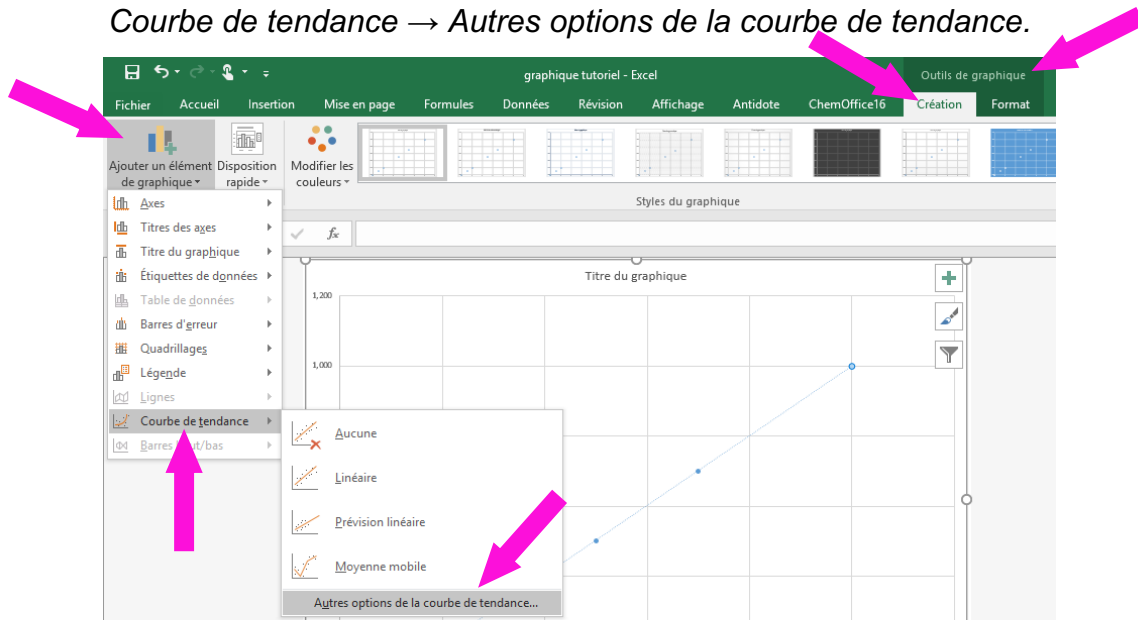 Courbe de tendance → Autres options de la courbe de tendance.
graphique tutoriel - Excel
Outils de graphique
Fichier Accueil Insertion Mise en page Formules Données Révision Affichage Antidote ChemOffice16 Création Format
Ajouter un élément de graphique
Disposition rapide
Modifier les couleurs
Styles du graphique
fx
Axes
Titres des axes
Titre du graphique
Étiquettes de données
Table de données
Barres d'erreur
Quadrillages
Légende
Lignes
Courbe de tendance
Barres haut/bas
Aucune
Linéaire
Prévision linéaire
Moyenne mobile
Autres options de la courbe de tendance...
Titre du graphique
1,200
1,000